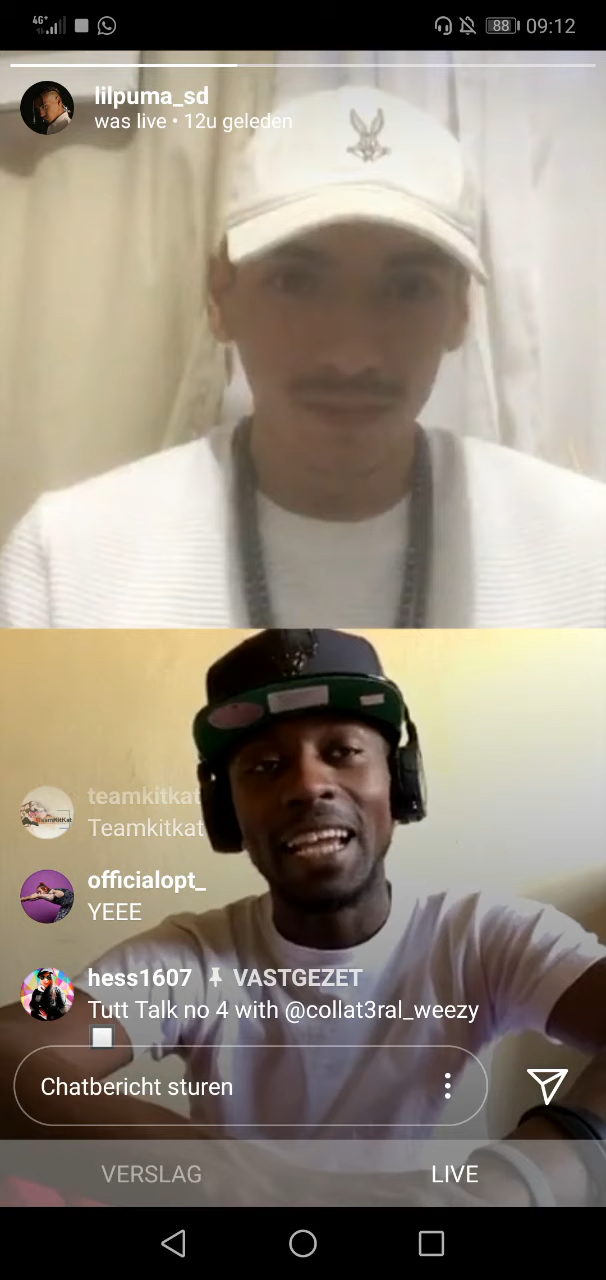 4G+
88
09:12
lilpuma_sd
was live • 12u geleden
teamkitkat
Teamkitkat
officialopt_
YEEE
hess1607 VASTGEZET
Tutt Talk no 4 with @collat3ral_weezy
Chatbericht sturen
VERSLAG
LIVE